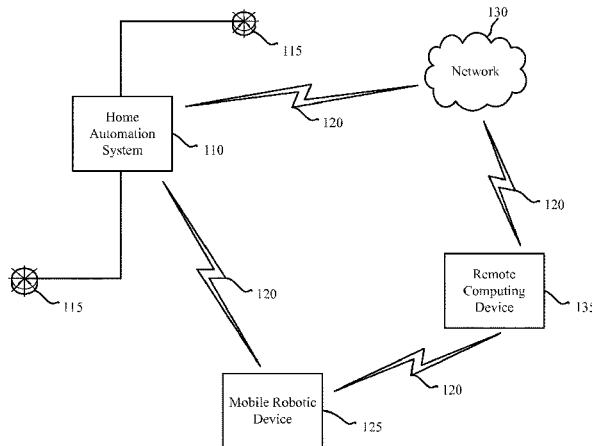 130
115
Network
Home
Automation
System
120
110
120
Remote
Computing
Device
120
115
135
120
Mobile Robotic
Device
125